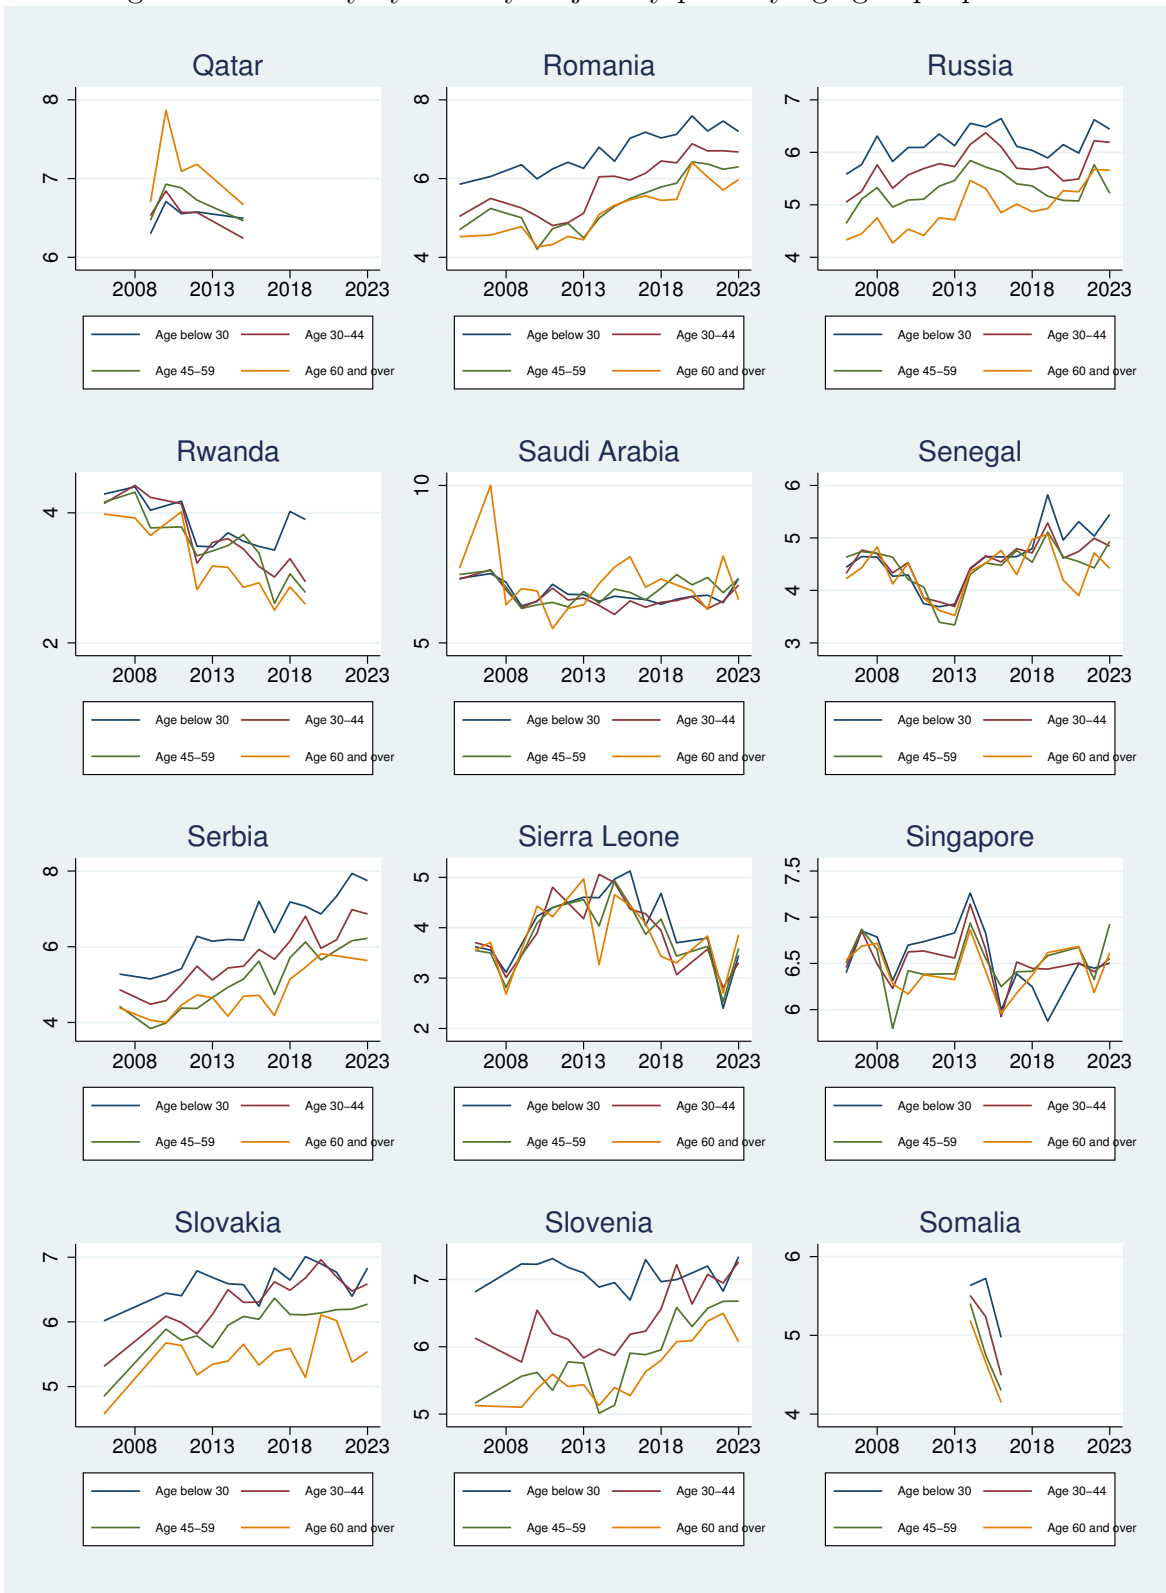 Qatar Romania Russia
8 8 7
7 6 6
6 4 5
4
2008 2013 2018 2023 2008 2013 2018 2023 2008 2013 2018 2023
Age below 30 Age 30–44 Age below 30 Age 30–44 Age below 30 Age 30–44
Age 45–59 Age 60 and over Age 45–59 Age 60 and over Age 45–59 Age 60 and over
Rwanda Saudi Arabia Senegal
4 10 6
2 5 5
4
3
2008 2013 2018 2023 2008 2013 2018 2023 2008 2013 2018 2023
Age below 30 Age 30–44 Age below 30 Age 30–44 Age below 30 Age 30–44
Age 45–59 Age 60 and over Age 45–59 Age 60 and over Age 45–59 Age 60 and over
Serbia Sierra Leone Singapore
8 5 7.5
6 4 7
4 3 6.5
2 6
2008 2013 2018 2023 2008 2013 2018 2023 2008 2013 2018 2023
Age below 30 Age 30–44 Age below 30 Age 30–44 Age below 30 Age 30–44
Age 45–59 Age 60 and over Age 45–59 Age 60 and over Age 45–59 Age 60 and over
Slovakia Slovenia Somalia
7 7 6
6 6 5
5 5 4
2008 2013 2018 2023 2008 2013 2018 2023 2008 2013 2018 2023
Age below 30 Age 30–44 Age below 30 Age 30–44 Age below 30 Age 30–44
Age 45–59 Age 60 and over Age 45–59 Age 60 and over Age 45–59 Age 60 and over